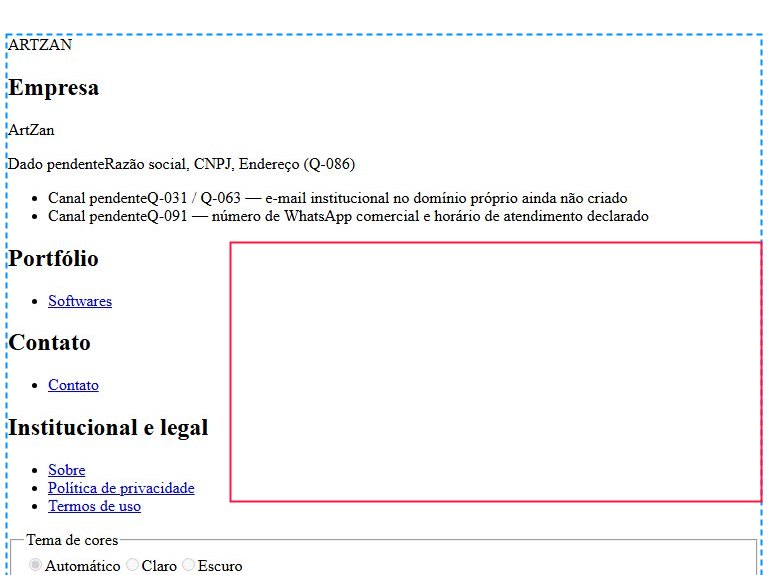 ARTZAN
Empresa
ArtZan
Dado pendenteRazão social, CNPJ, Endereço (Q-086)
Canal pendenteQ-031 / Q-063 — e-mail institucional no domínio próprio ainda não criado
Canal pendenteQ-091 — número de WhatsApp comercial e horário de atendimento declarado
Portfólio
Softwares
Contato
Contato
Institucional e legal
Sobre
Política de privacidade
Termos de uso
Tema de cores
Automático Claro Escuro